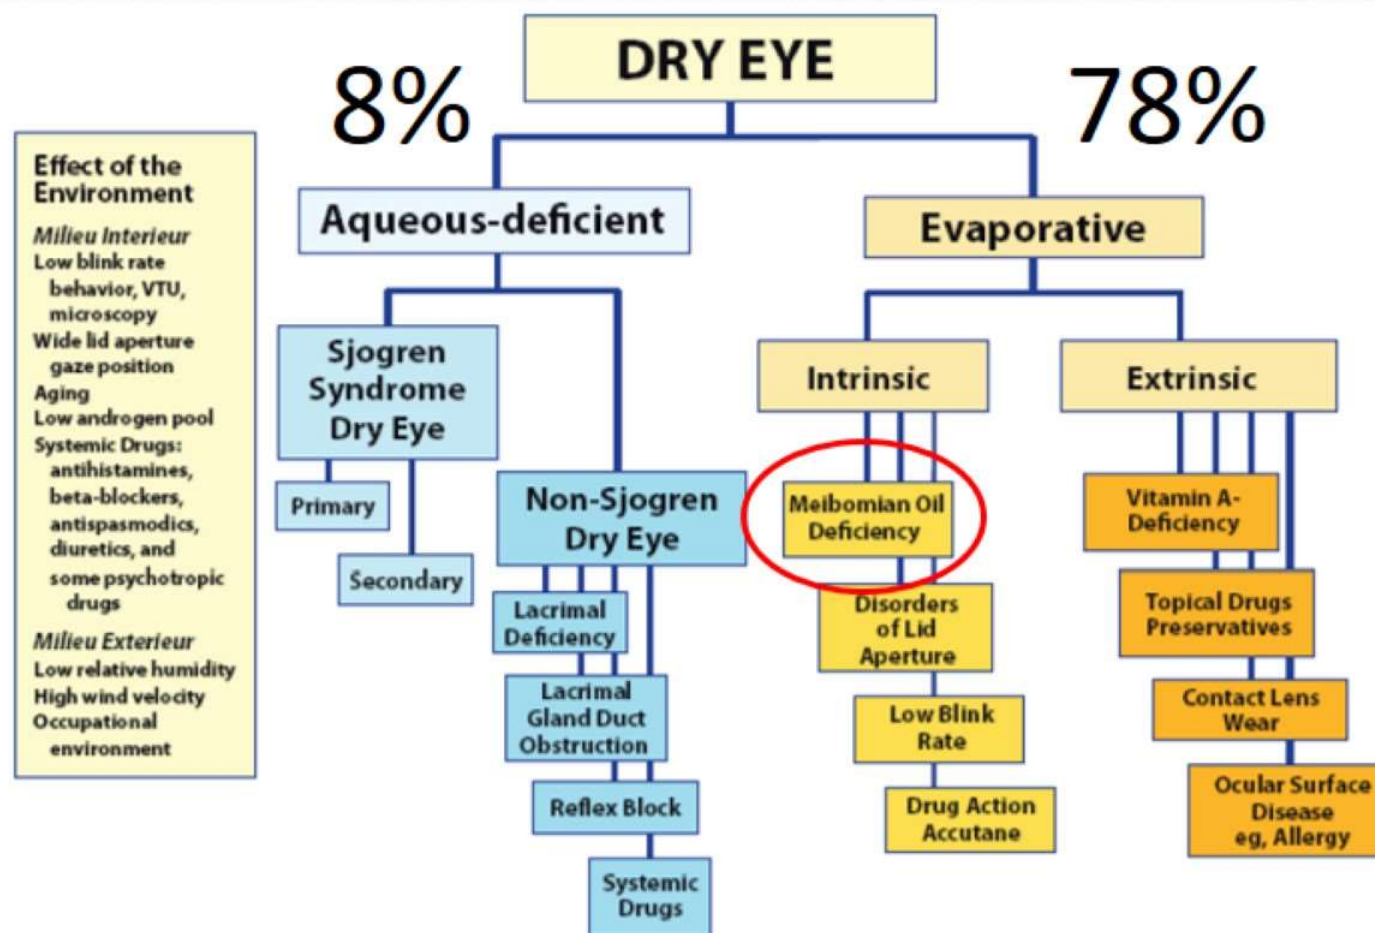 DRY EYE
8%
78%
Effect of the
Environment
Milieu Interieur
Low blink rate
behavior, VTU,
microscopy
Wide lid aperture
gaze position
Aging
Low androgen pool
Systemic Drugs:
antihistamines,
beta-blockers,
antispasmodics,
diuretics, and
some psychotropic
drugs
Milieu Exterieur
Low relative humidity
High wind velocity
Occupational
environment
Aqueous-deficient
Sjogren
Syndrome
Dry Eye
Primary
Secondary
Non-Sjogren
Dry Eye
Lacrimal
Deficiency
Lacrimal
Gland Duct
Obstruction
Reflex Block
Systemic
Drugs
Evaporative
Intrinsic
Meibomian Oil
Deficiency
Disorders
of Lid
Aperture
Low Blink
Rate
Drug Action
Accutane
Extrinsic
Vitamin A-
Deficiency
Topical Drugs
Preservatives
Contact Lens
Wear
Ocular Surface
Disease
eg, Allergy